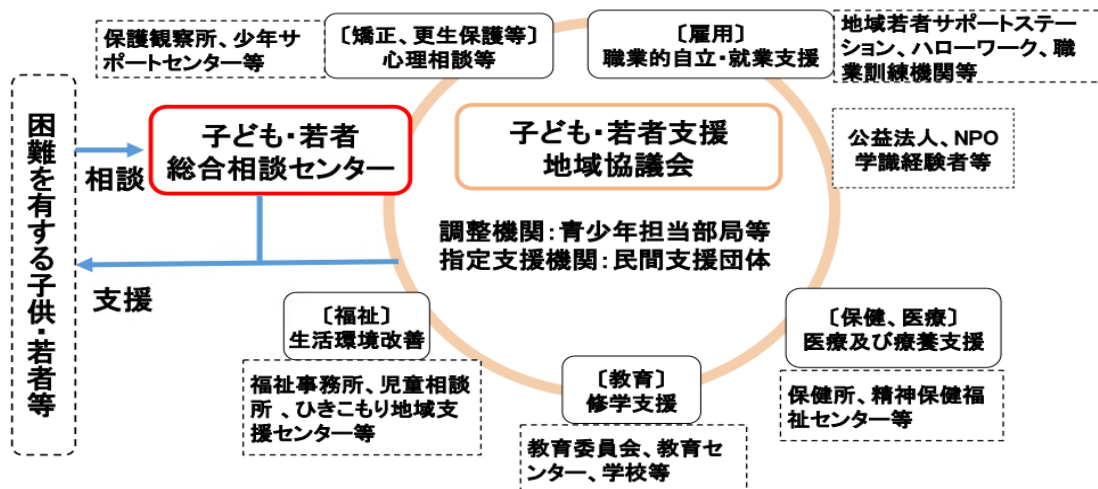 保護観察所、少年サ
ポートセンター等
〔矯正、更生保護等〕
心理相談等
〔雇用〕
職業的自立・就業支援
地域若者サポートステー
ション、ハローワーク、職
業訓練機関等
困難を有する子供・若者等
相談
子ども・若者
総合相談センター
子ども・若者支援
地域協議会
公益法人、NPO
学識経験者等
調整機関：青少年担当部局等
指定支援機関：民間支援団体
支援
〔福祉〕
生活環境改善
福祉事務所、児童相談
所 、ひきこもり地域支
援センター等
〔教育〕
修学支援
教育委員会、教育セ
ンター、学校等
〔保健、医療〕
医療及び療養支援
保健所、精神保健福
祉センター等